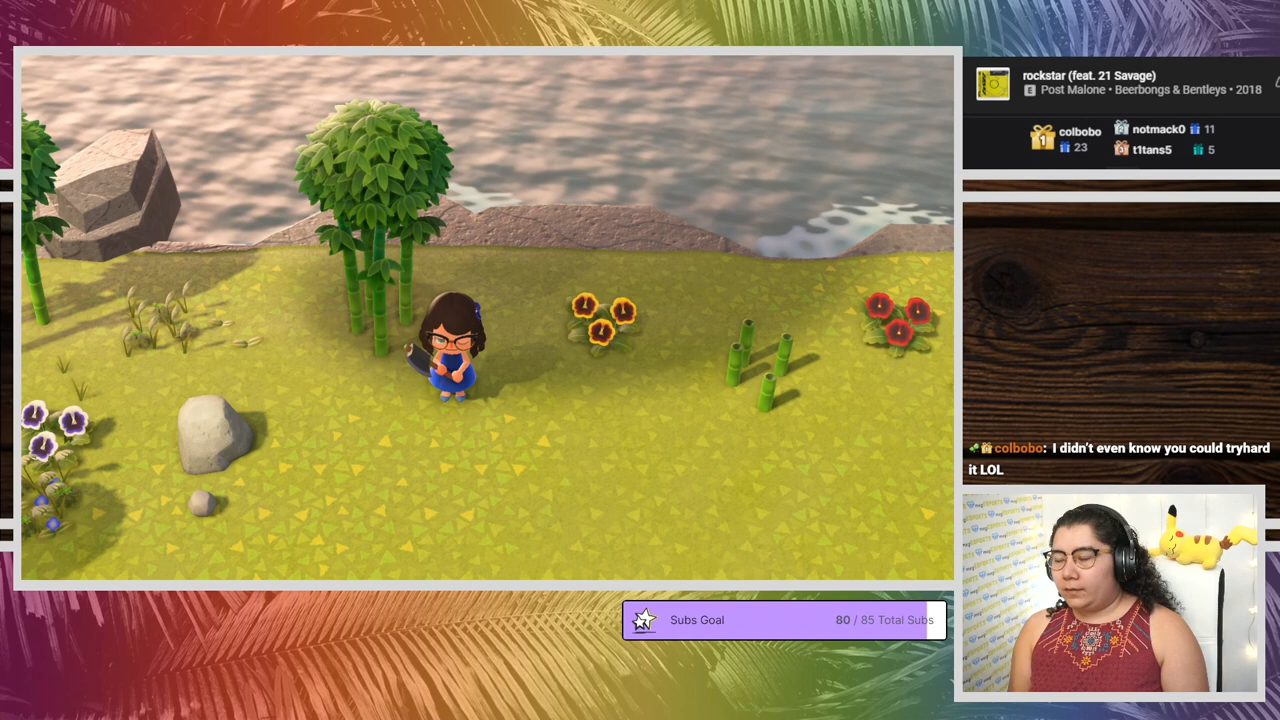 rockstar (feat. 21 Savage)
E Post Malone • Beerbongs & Bentleys • 2018
1 colbobo
23
notmack0 11
t1tans5 5
colbobo: I didn't even know you could tryhard
it LOL
Subs Goal 80 / 85 Total Subs